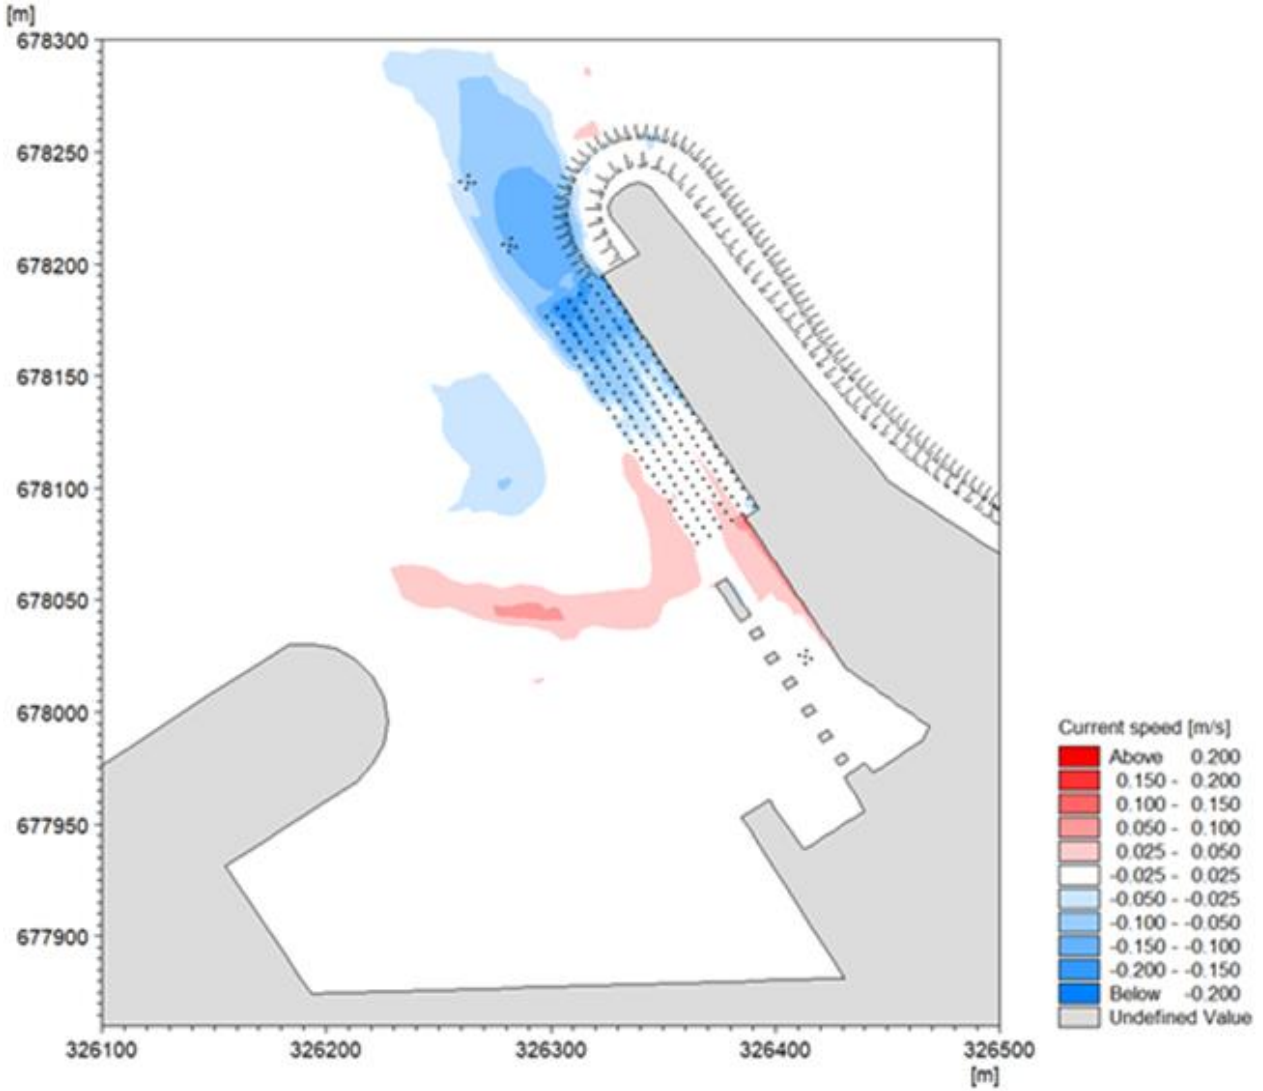 [m]
678300
678250
678200
678150
678100
678050
678000
677950
677900
326100 326200 326300 326400 326500
[m]
Current speed [m/s]
Above 0.200
0.150 - 0.200
0.100 - 0.150
0.050 - 0.100
0.025 - 0.050
-0.025 - 0.025
-0.050 - -0.025
-0.100 - -0.050
-0.150 - -0.100
-0.200 - -0.150
Below -0.200
Undefined Value